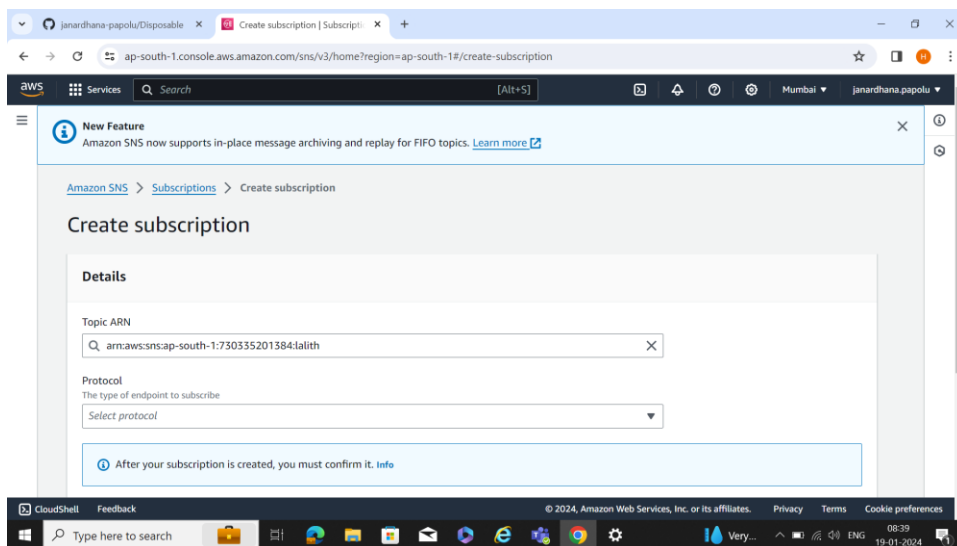 janardhana-papolu/Disposable
Create subscription | Subscripti
ap-south-1.console.aws.amazon.com/sns/v3/home?region=ap-south-1#/create-subscription
aws
Services
Search
[Alt+S]
Mumbai
janardhana.papolu
New Feature
Amazon SNS now supports in-place message archiving and replay for FIFO topics. Learn more
Amazon SNS > Subscriptions > Create subscription
Create subscription
Details
Topic ARN
arn:aws:sns:ap-south-1:730335201384:lalith
Protocol
The type of endpoint to subscribe
Select protocol
After your subscription is created, you must confirm it. Info
CloudShell
Feedback
© 2024, Amazon Web Services, Inc. or its affiliates.
Privacy
Terms
Cookie preferences
Type here to search
Very...
ENG
08:39
19-01-2024